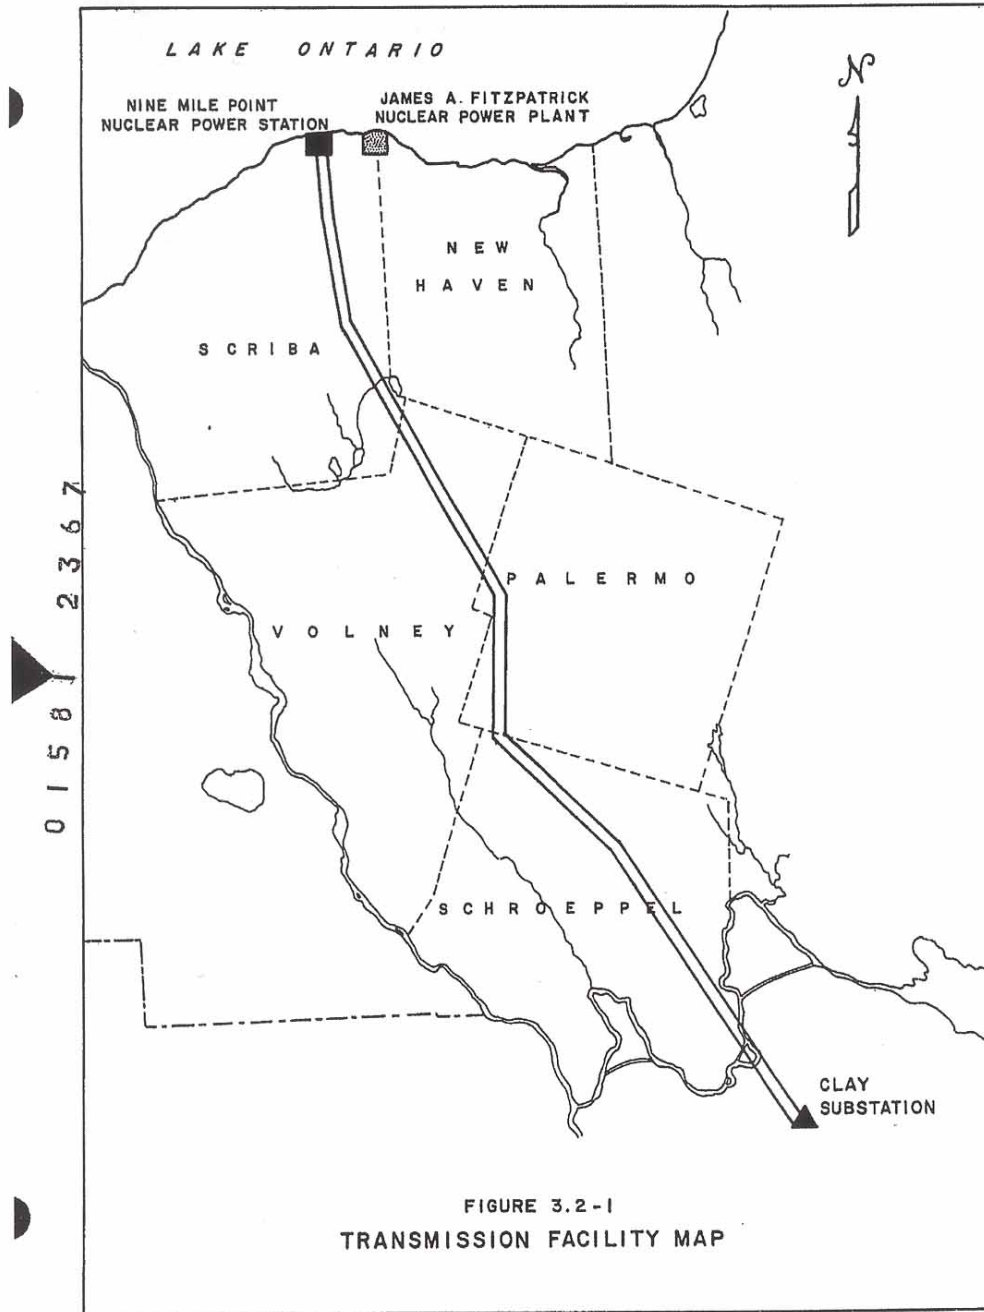 LAKE ONTARIO
NINE MILE POINT
NUCLEAR POWER STATION
JAMES A. FITZPATRICK
NUCLEAR POWER PLANT
N
NEW
HAVEN
SCRIBA
PALERMO
VOLNEY
SCHROEPPEL
CLAY
SUBSTATION
01581 2367
FIGURE 3.2-1
TRANSMISSION FACILITY MAP